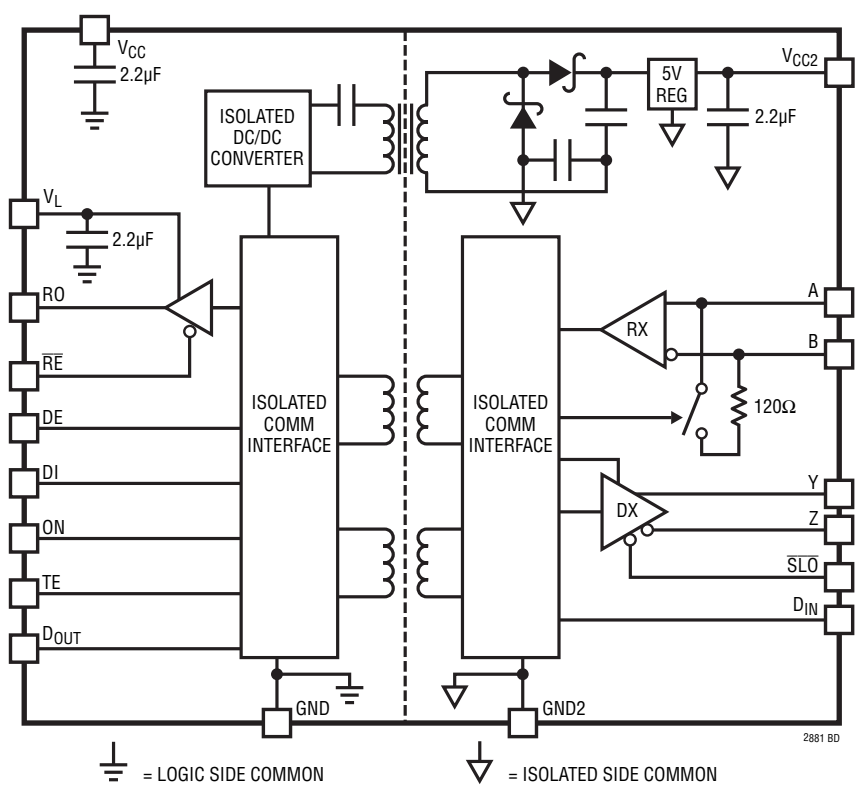 VCC
2.2µF
ISOLATED
DC/DC
CONVERTER
5V
REG
VCC2
2.2µF
VL
2.2µF
RO
RE
DE
DI
ON
TE
DOUT
ISOLATED
COMM
INTERFACE
ISOLATED
COMM
INTERFACE
RX
A
B
120Ω
DX
Y
Z
SLO
DIN
GND
GND2
2881 BD
= LOGIC SIDE COMMON
= ISOLATED SIDE COMMON